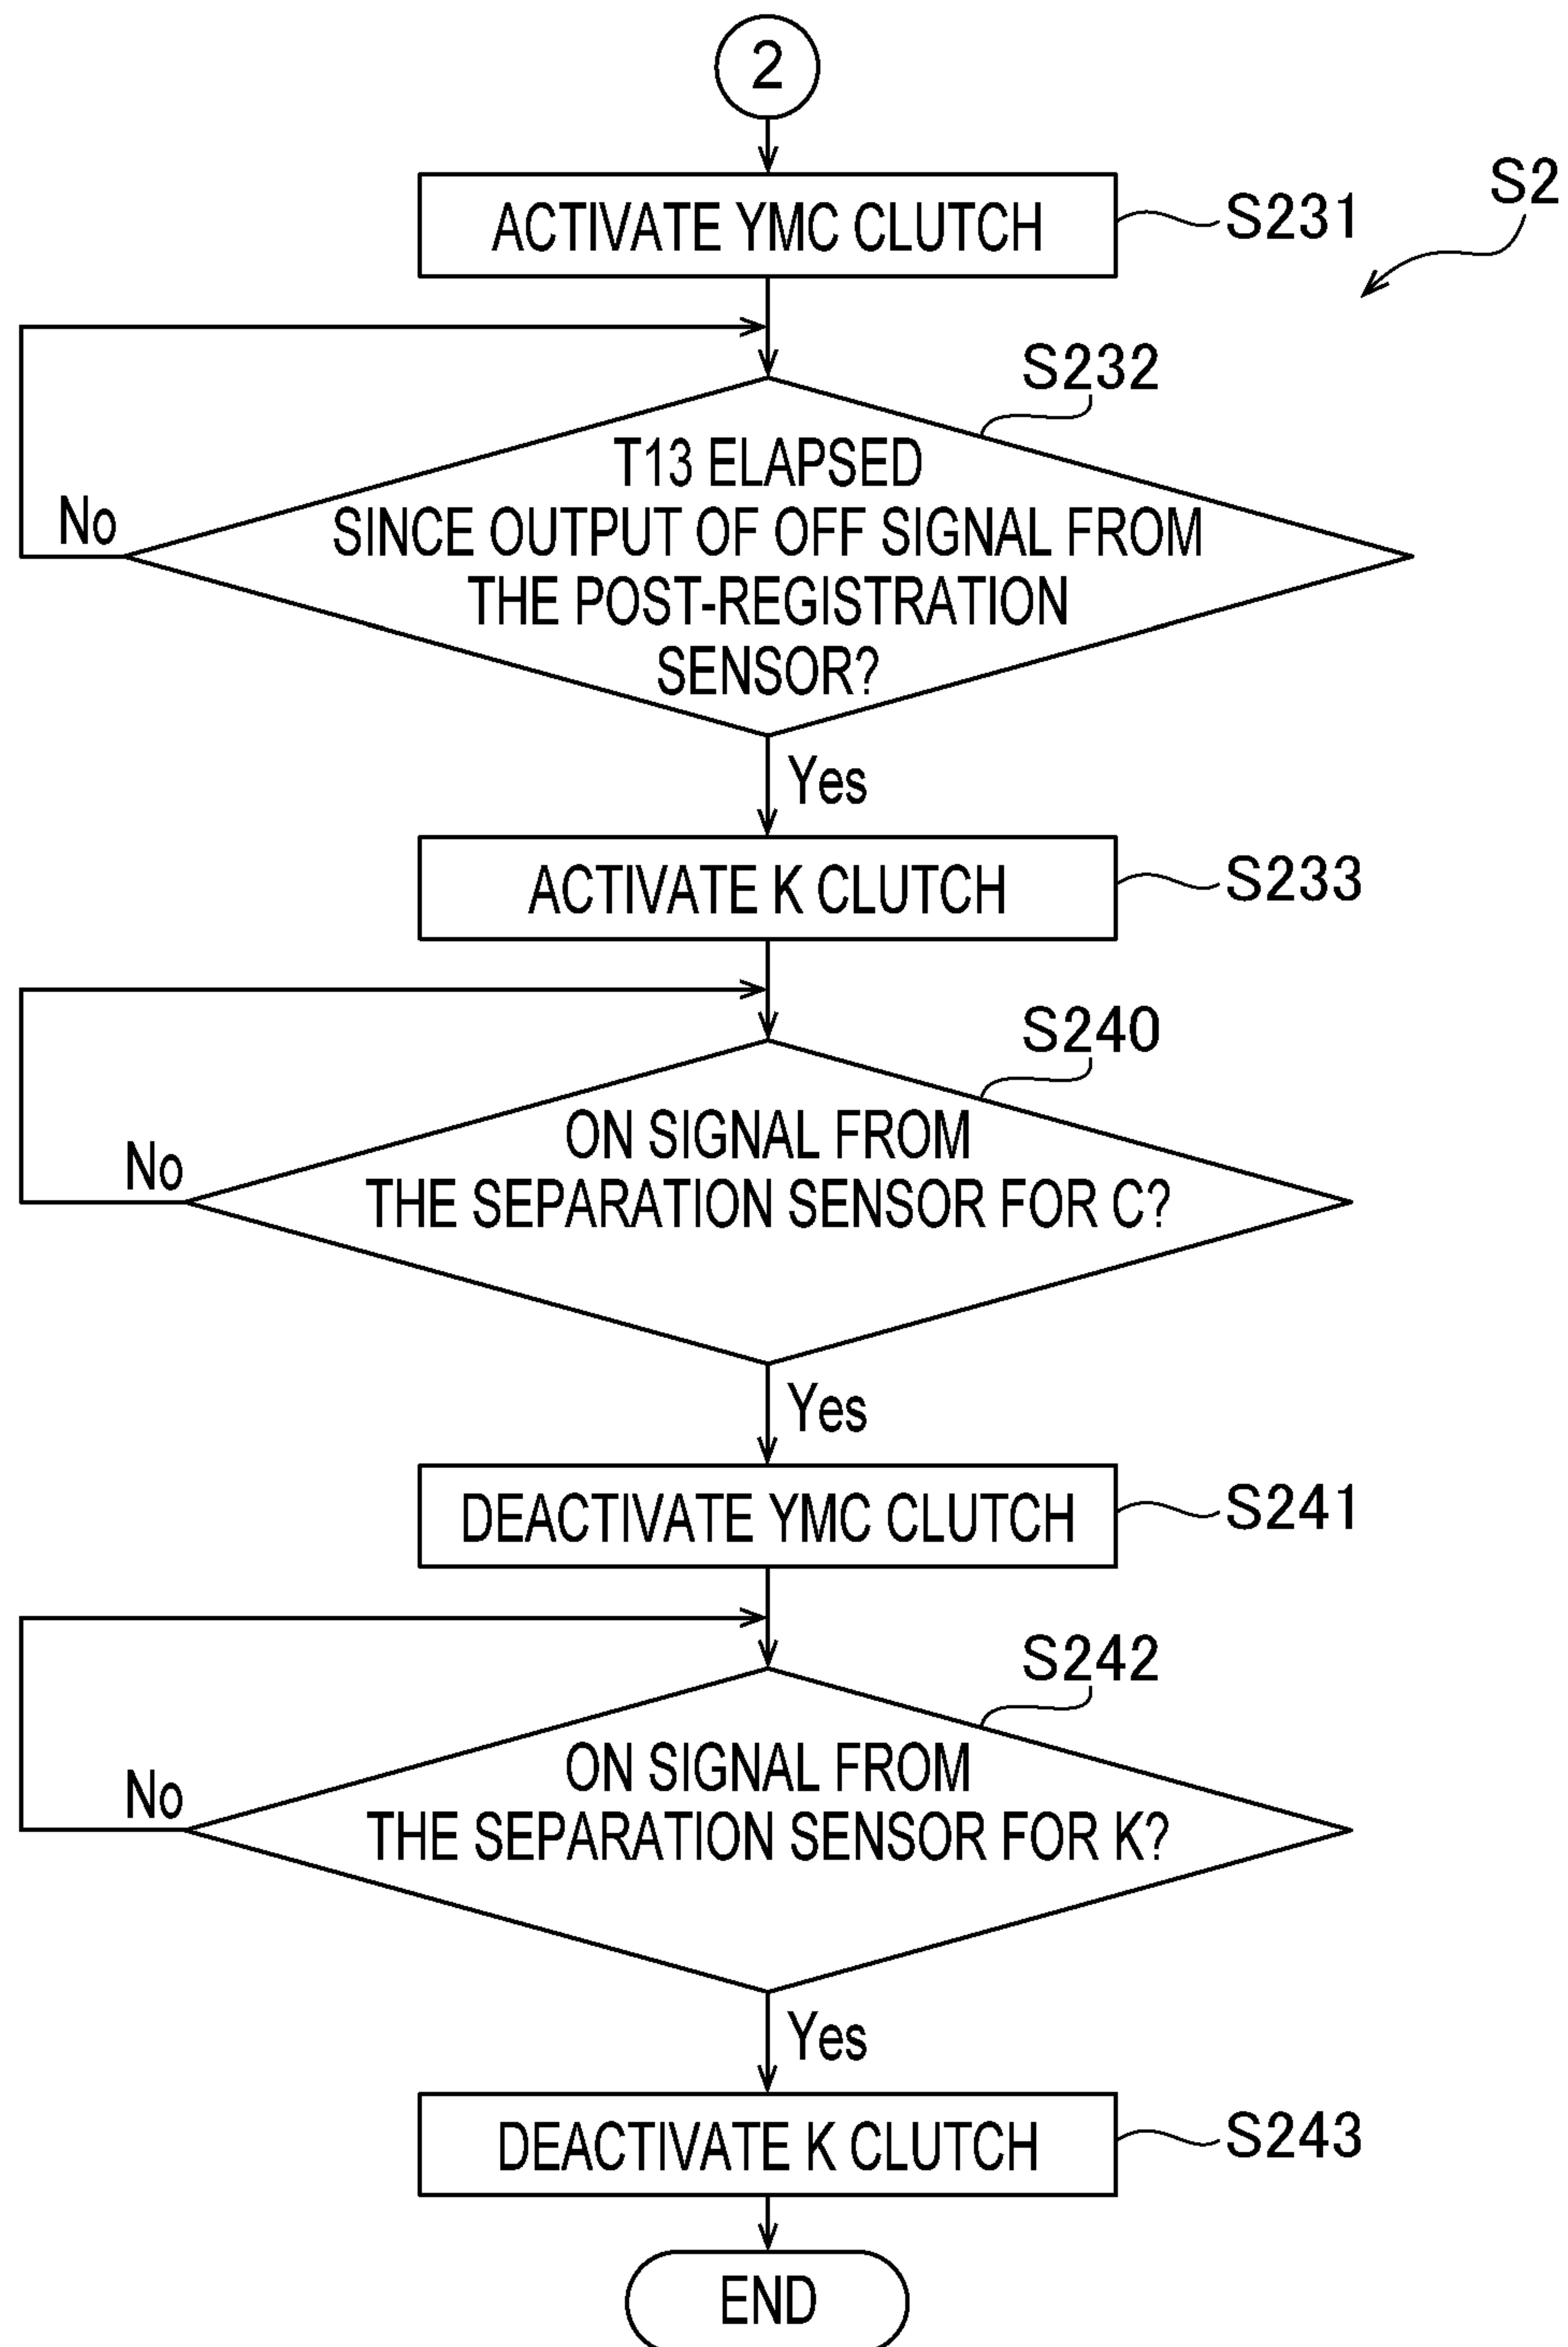 2
ACTIVATE YMC CLUTCH
S231
S2
S232
T13 ELAPSED
SINCE OUTPUT OF OFF SIGNAL FROM
THE POST-REGISTRATION
SENSOR?
No
Yes
ACTIVATE K CLUTCH
S233
S240
ON SIGNAL FROM
THE SEPARATION SENSOR FOR C?
No
Yes
DEACTIVATE YMC CLUTCH
S241
S242
ON SIGNAL FROM
THE SEPARATION SENSOR FOR K?
No
Yes
DEACTIVATE K CLUTCH
S243
END